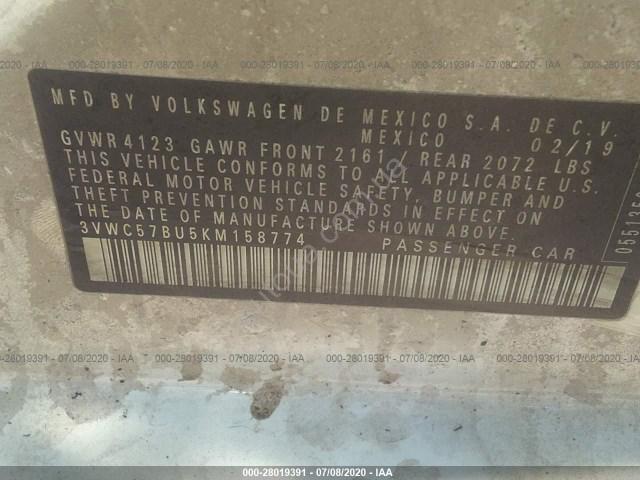 000-28019391 - 07/08/2020 - IAA
MFD BY VOLKSWAGEN DE MEXICO S.A. DE C.V.
MEXICO 02/19
GVWR 4123 GAWR FRONT 2161 REAR 2072 LBS
THIS VEHICLE CONFORMS TO ALL APPLICABLE U.S.
FEDERAL MOTOR VEHICLE SAFETY, BUMPER AND
THEFT PREVENTION STANDARDS IN EFFECT ON
THE DATE OF MANUFACTURE SHOWN ABOVE.
3VWC57BU5KM158774 PASSENGER CAR
000-28019391 - 07/08/2020 - IAA
000-28019391 - 07/08/2020 - IAA